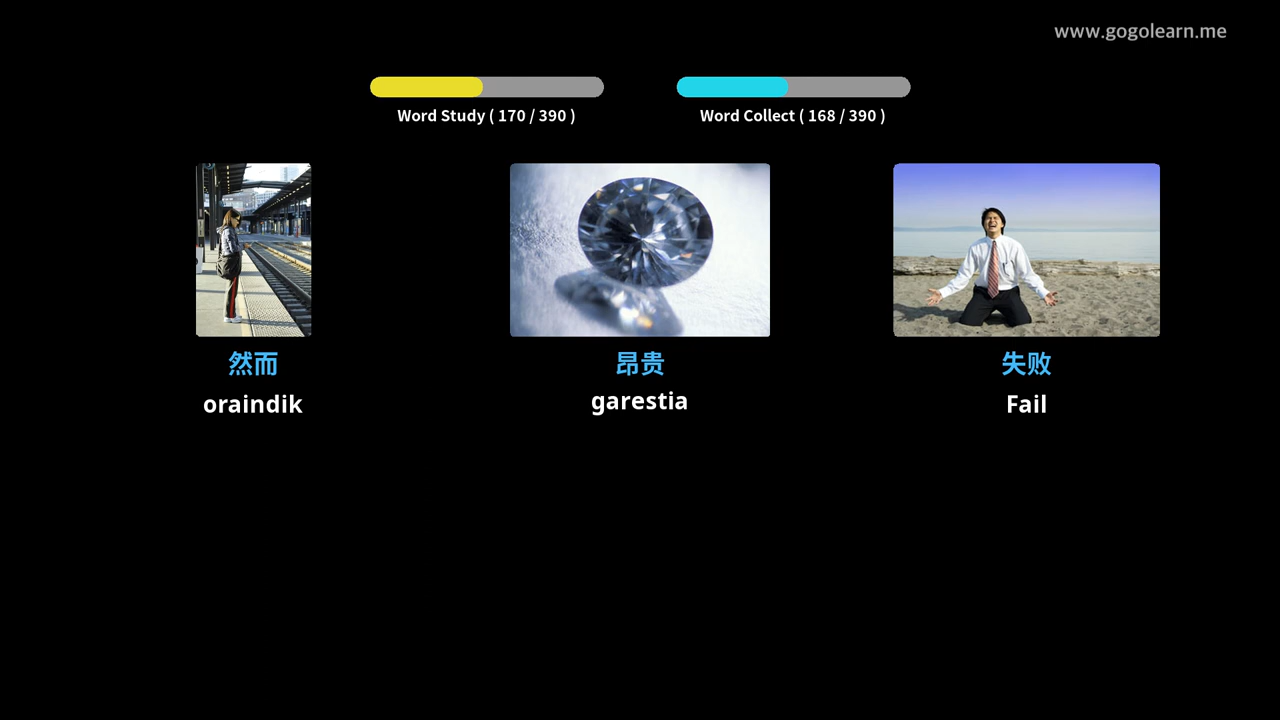 www.gogolearn.me
Word Study ( 170 / 390 )
Word Collect ( 168 / 390 )
然而
oraindik
昂贵
garestia
失败
Fail